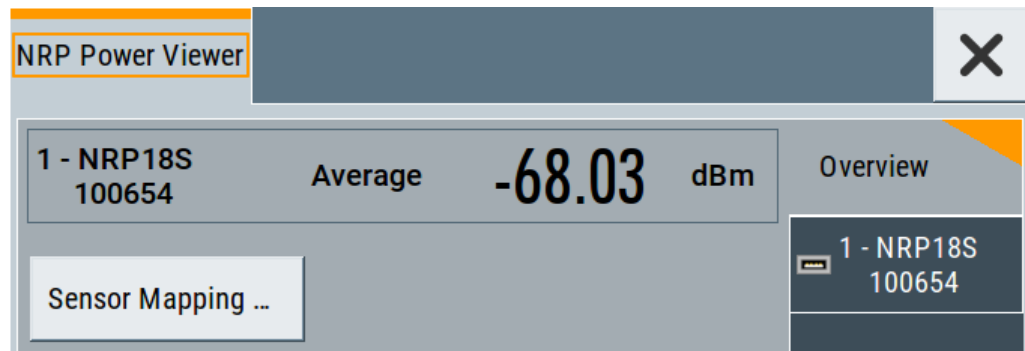 NRP Power Viewer
1 - NRP18S
100654
Average
-68.03
dBm
Overview
1 - NRP18S
100654
Sensor Mapping ...